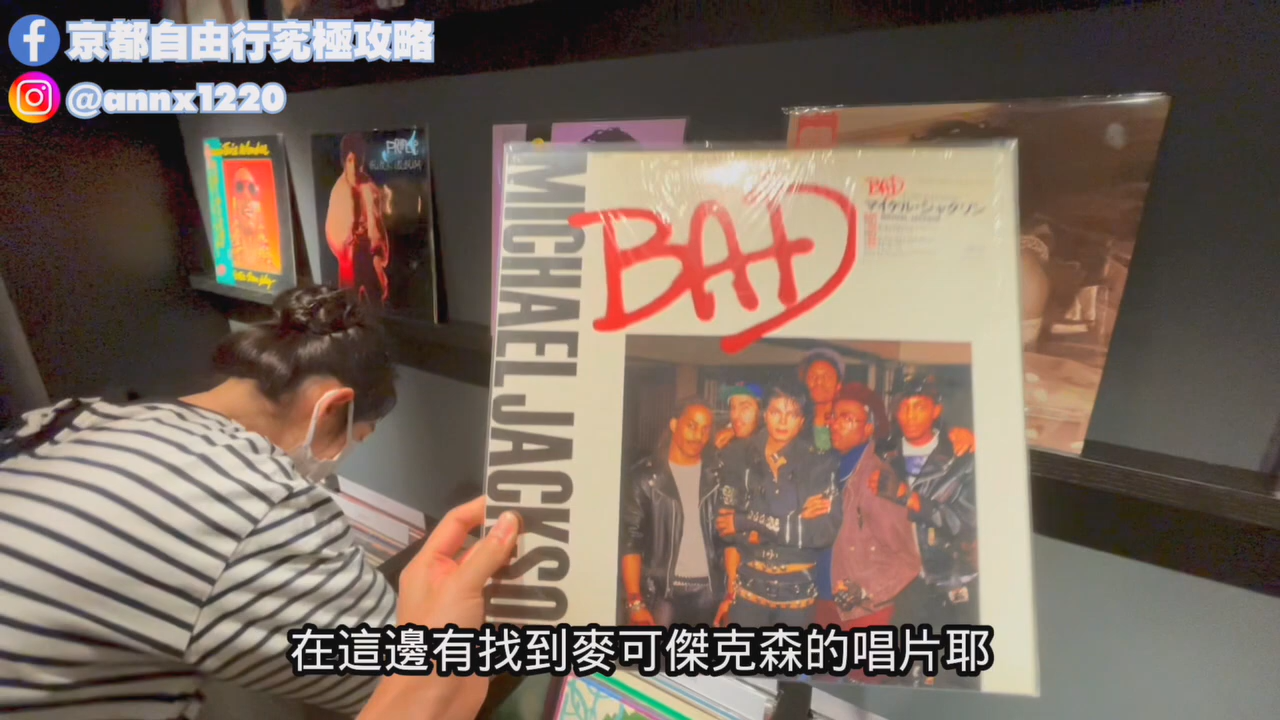 京都自由行究極攻略
@annx1220
MICHAEL JACKSO
BAD
BAD
マイケル・ジャクソン
在這邊有找到麥可傑克森的唱片耶